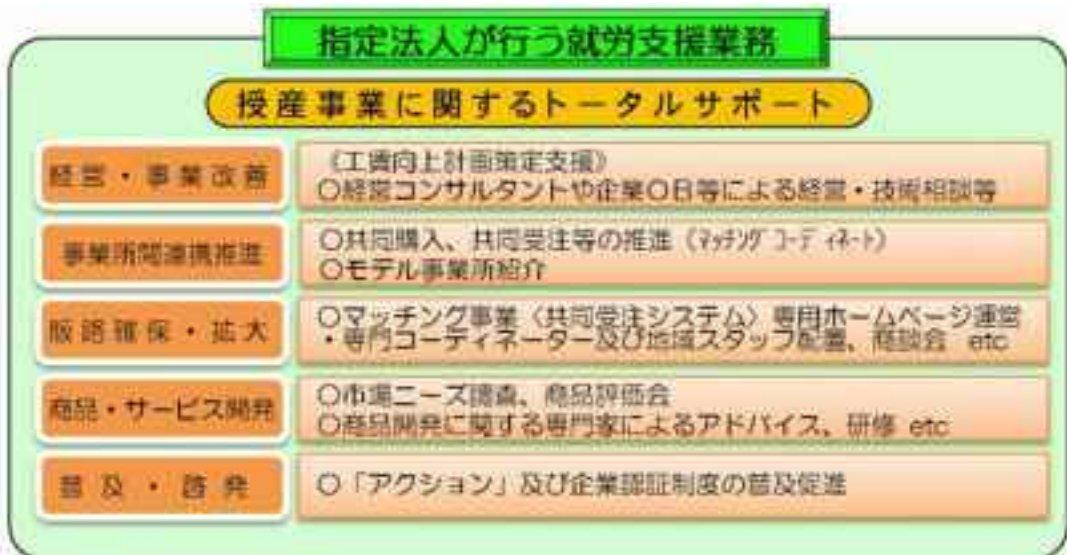 指定法人が行う就労支援業務
授産事業に関するトータルサポート
経営・事業改善
《工賃向上計画策定支援》
○経営コンサルタントや企業OB等による経営・技術相談等
事業所間連携推進
○共同購入、共同受注等の推進(マッチングコーディネート)
○モデル事業所紹介
販路確保・拡大
○マッチング事業〈共同受注システム〉専用ホームページ運営
・専門コーディネーター及び地域スタッフ配置、商談会 etc
商品・サービス開発
○市場ニーズ調査、商品評価会
○商品開発に関する専門家によるアドバイス、研修 etc
普及・啓発
○「アクション」及び企業認証制度の普及促進